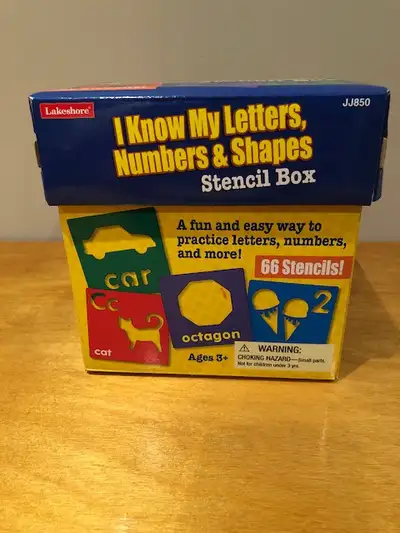 Lakeshore®
JJ850
I Know My Letters,
Numbers & Shapes
Stencil Box
A fun and easy way to
practice letters, numbers,
and more!
66 Stencils!
car
Cc
cat
octagon
2
Ages 3+
WARNING:
CHOKING HAZARD—Small parts.
Not for children under 3 yrs.